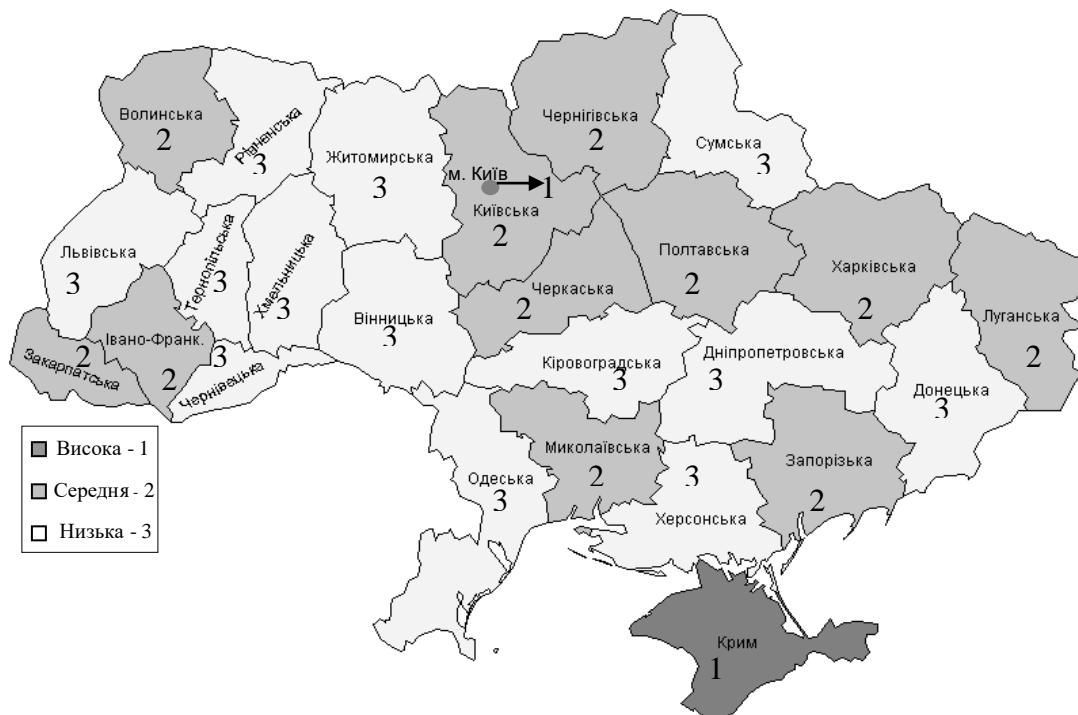 Волинська
2
Рівненська
3
Житомирська
3
м. Київ
1
Київська
2
Чернігівська
2
Сумська
3
Львівська
3
Тернопільська
3
Хмельницька
3
Вінницька
3
Черкаська
2
Полтавська
2
Харківська
2
Луганська
2
Закарпатська
2
Івано-Франк.
2
Чернівецька
3
Кіровоградська
3
Дніпропетровська
3
Донецька
3
Одеська
3
Миколаївська
2
Херсонська
3
Запорізька
2
Крим
1
Висока - 1
Середня - 2
Низька - 3